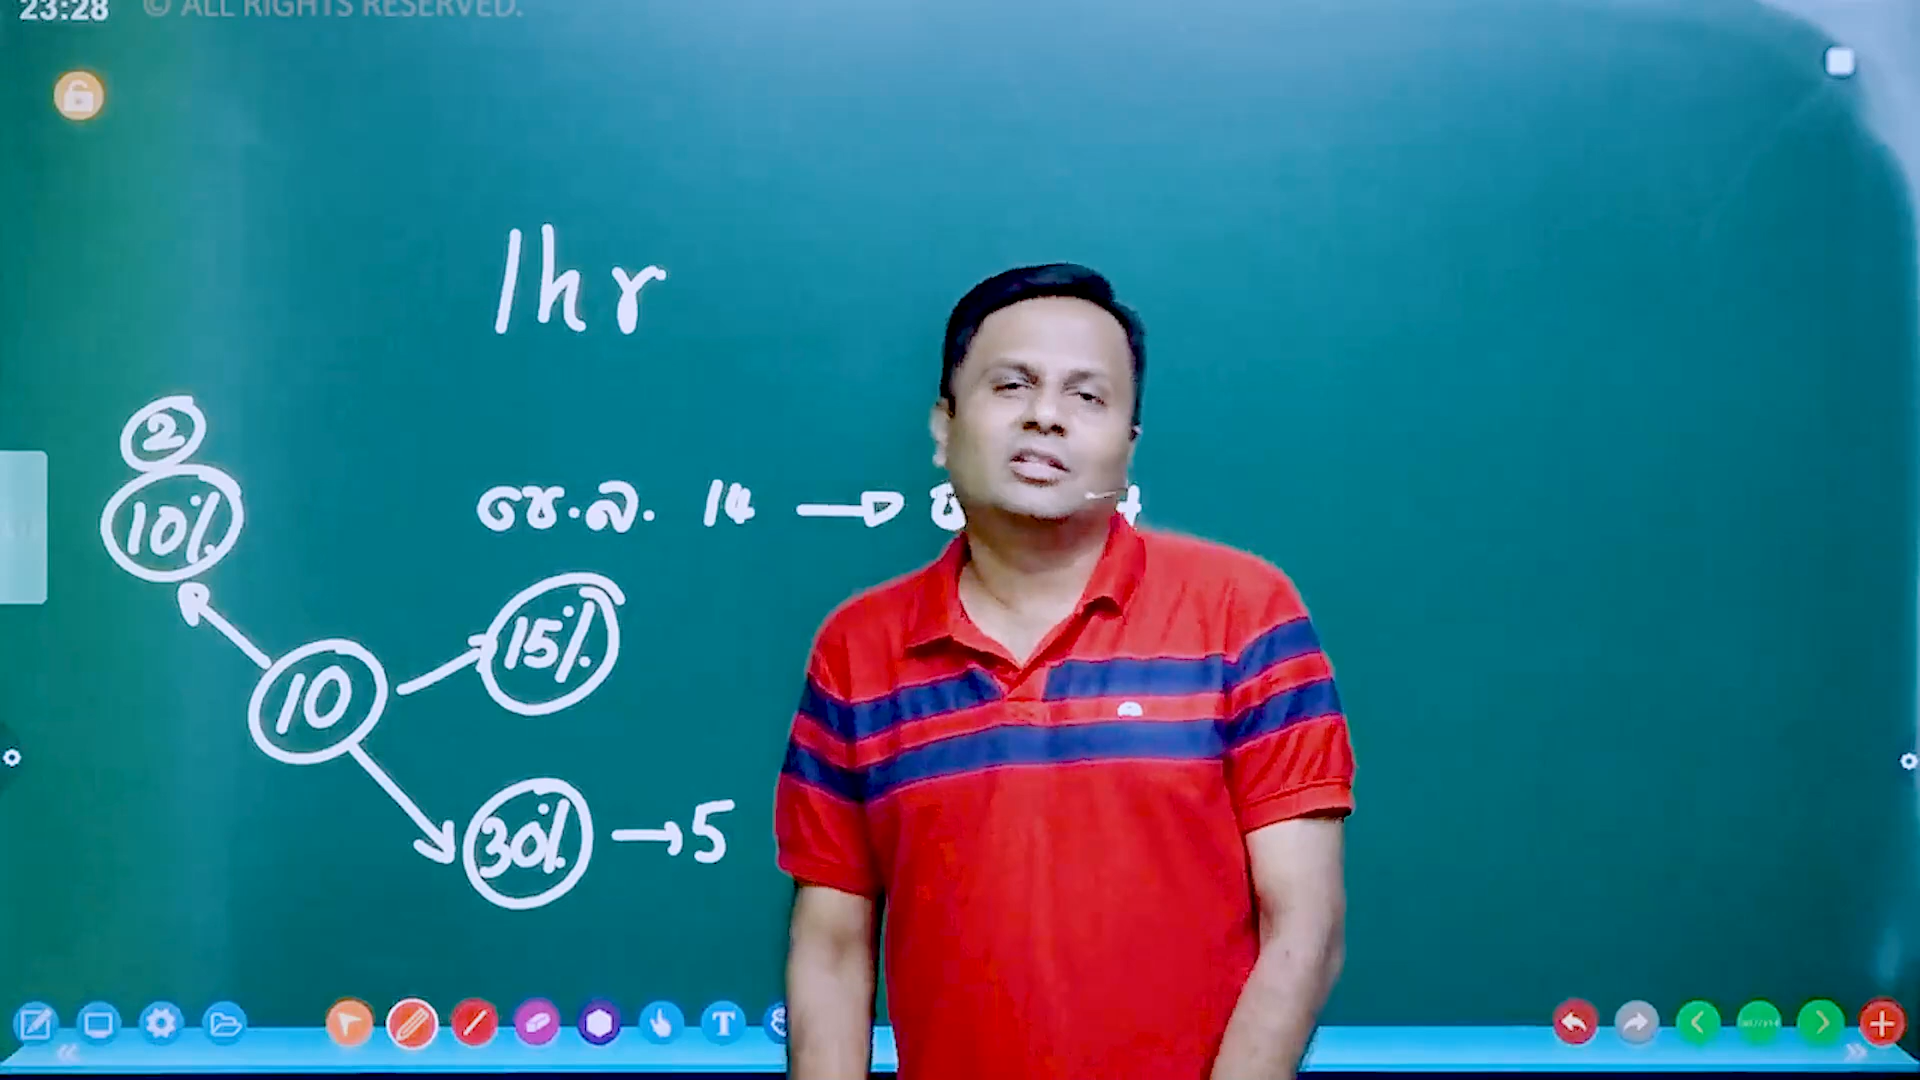 23:28 © ALL RIGHTS RESERVED.
1hr
2
10%
පෙ.බ. 14 →
15%
10
30% → 5
T